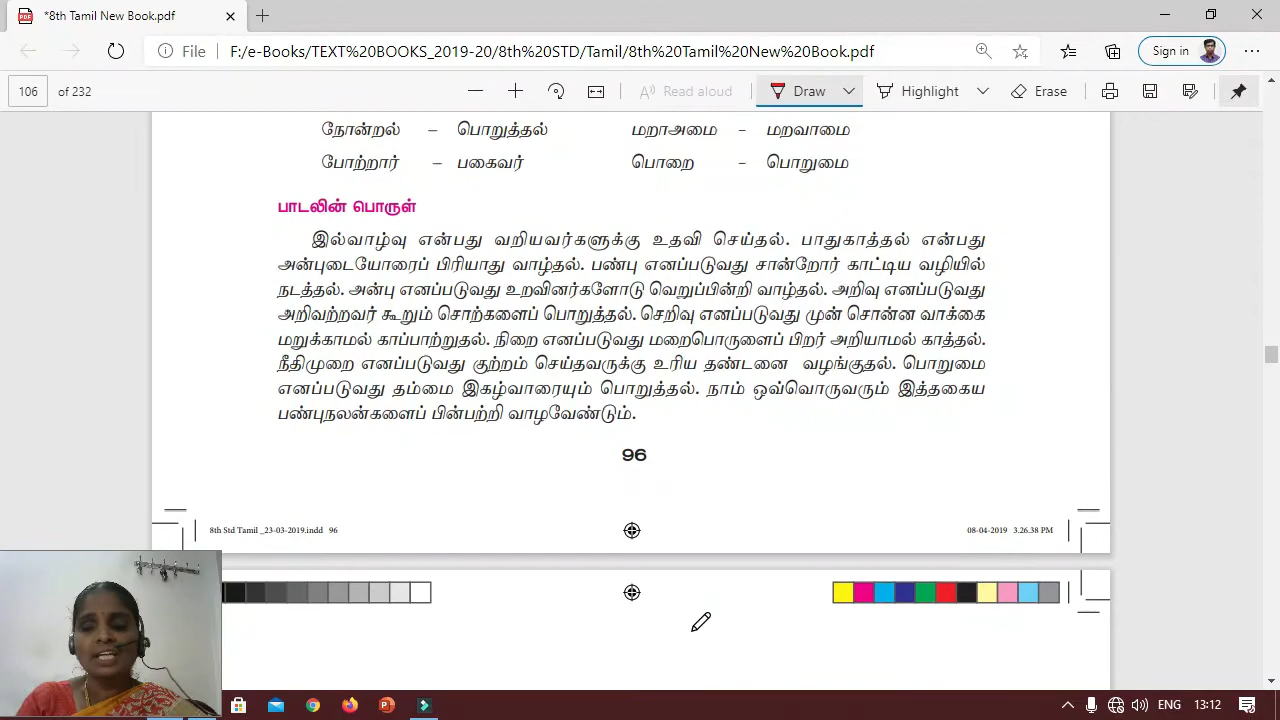 *8th Tamil New Book.pdf
File F:/e-Books/TEXT%20BOOKS_2019-20/8th%20STD/Tamil/8th%20Tamil%20New%20Book.pdf Sign in
106 of 232 Read aloud Draw Highlight Erase
நோன்றல் – பொறுத்தல் மறாஅமை - மறவாமை
போற்றார் – பகைவர் பொறை - பொறுமை
பாடலின் பொருள்
இல்வாழ்வு என்பது வறியவர்களுக்கு உதவி செய்தல். பாதுகாத்தல் என்பது
அன்புடையோரைப் பிரியாது வாழ்தல். பண்பு எனப்படுவது சான்றோர் காட்டிய வழியில்
நடத்தல். அன்பு எனப்படுவது உறவினர்களோடு வெறுப்பின்றி வாழ்தல். அறிவு எனப்படுவது
அறிவற்றவர் கூறும் சொற்களைப் பொறுத்தல். செறிவு எனப்படுவது முன் சொன்ன வாக்கை
மறுக்காமல் காப்பாற்றுதல். நிறை எனப்படுவது மறைபொருளைப் பிறர் அறியாமல் காத்தல்.
நீதிமுறை எனப்படுவது குற்றம் செய்தவருக்கு உரிய தண்டனை வழங்குதல். பொறுமை
எனப்படுவது தம்மை இகழ்வாரையும் பொறுத்தல். நாம் ஒவ்வொருவரும் இத்தகைய
பண்புநலன்களைப் பின்பற்றி வாழவேண்டும்.
96
8th Std Tamil _23-03-2019.indd 96 08-04-2019 3.26.38 PM
ENG 13:12